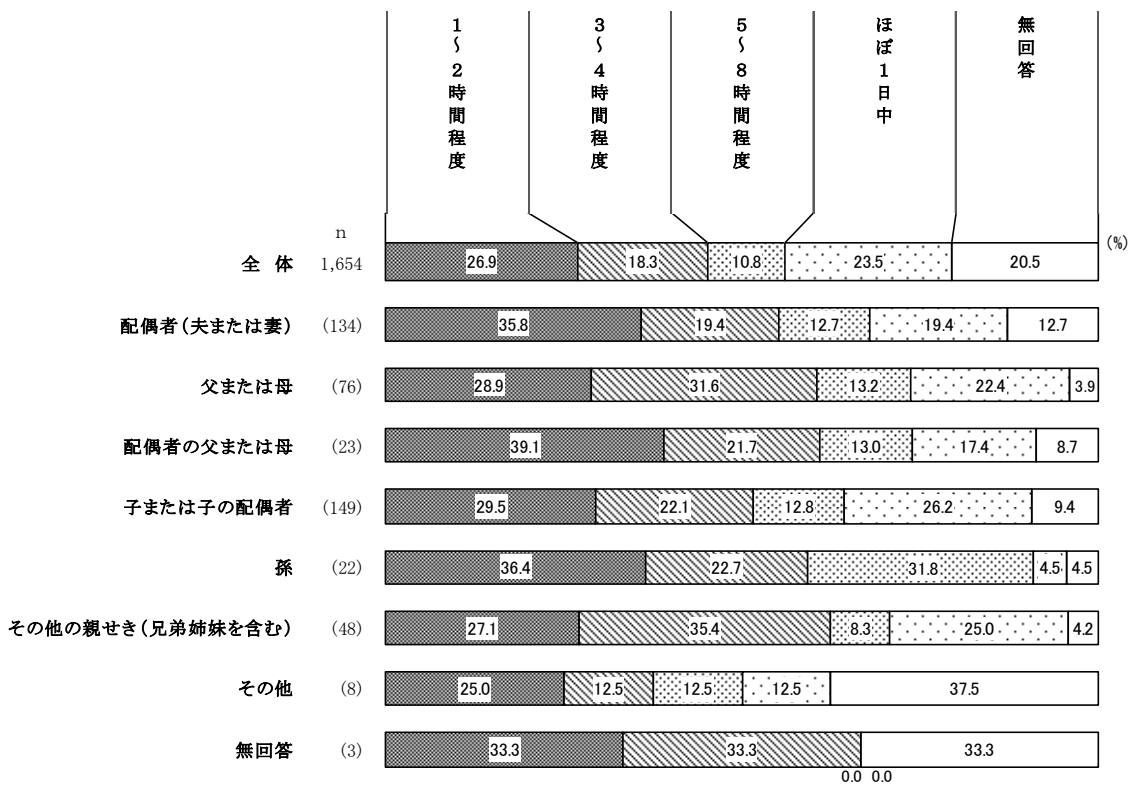 1～2時間程度
3～4時間程度
5～8時間程度
ほぼ1日中
無回答
n
(%)
全 体 1,654 26.9 18.3 10.8 23.5 20.5
配偶者(夫または妻) (134) 35.8 19.4 12.7 19.4 12.7
父または母 (76) 28.9 31.6 13.2 22.4 3.9
配偶者の父または母 (23) 39.1 21.7 13.0 17.4 8.7
子または子の配偶者 (149) 29.5 22.1 12.8 26.2 9.4
孫 (22) 36.4 22.7 31.8 4.5 4.5
その他の親せき(兄弟姉妹を含む) (48) 27.1 35.4 8.3 25.0 4.2
その他 (8) 25.0 12.5 12.5 12.5 37.5
無回答 (3) 33.3 33.3 33.3
0.0 0.0